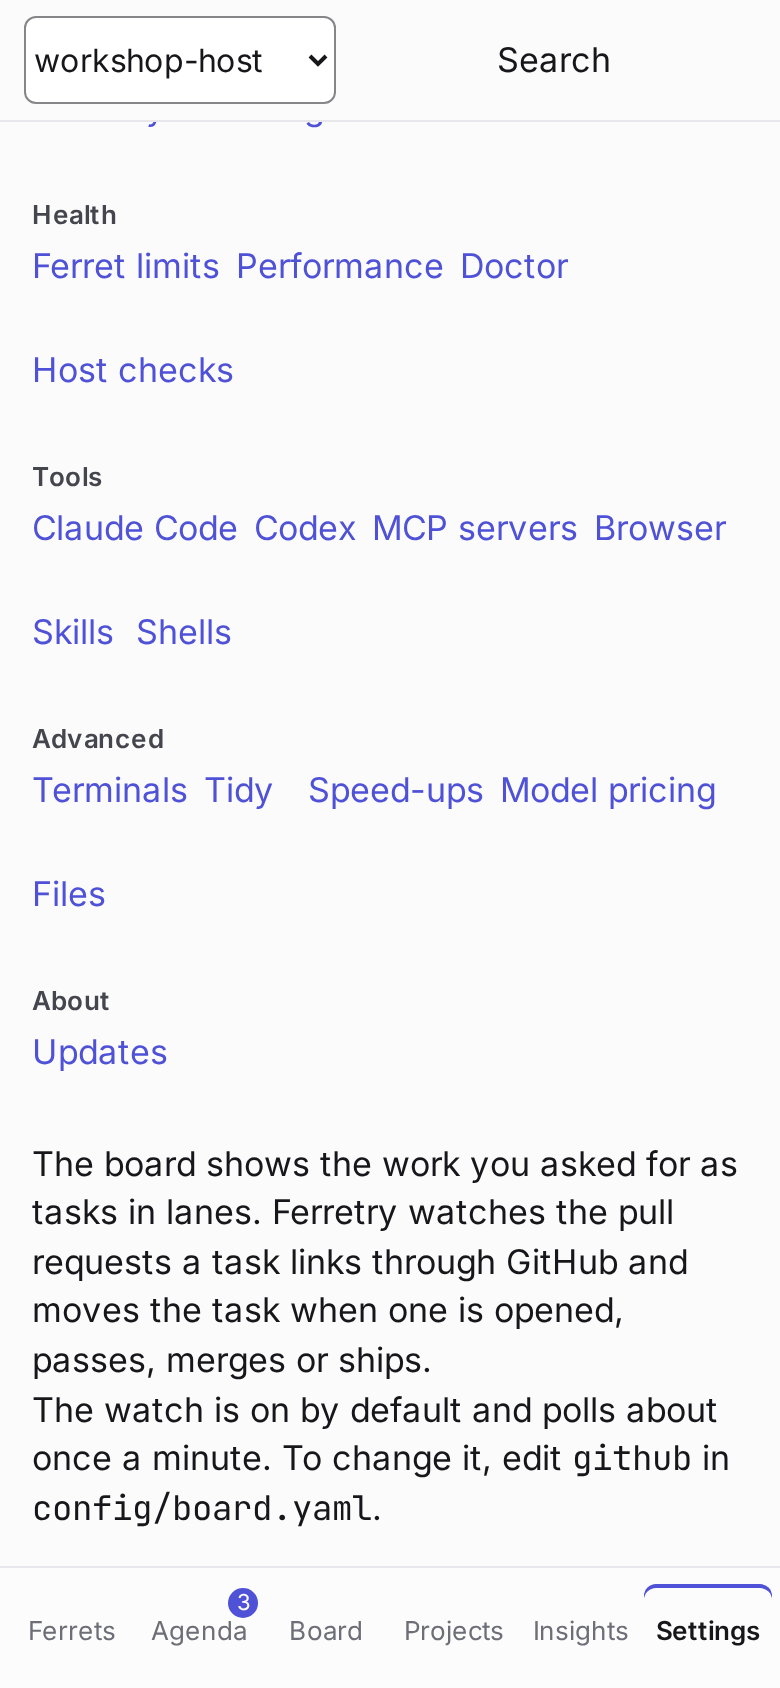 workshop-host
Search
Health
Ferret limits Performance Doctor
Host checks
Tools
Claude Code Codex MCP servers Browser
Skills Shells
Advanced
Terminals Tidy Speed-ups Model pricing
Files
About
Updates
The board shows the work you asked for as
tasks in lanes. Ferretry watches the pull
requests a task links through GitHub and
moves the task when one is opened,
passes, merges or ships.
The watch is on by default and polls about
once a minute. To change it, edit github in
config/board.yaml.
3
Ferrets Agenda Board Projects Insights Settings